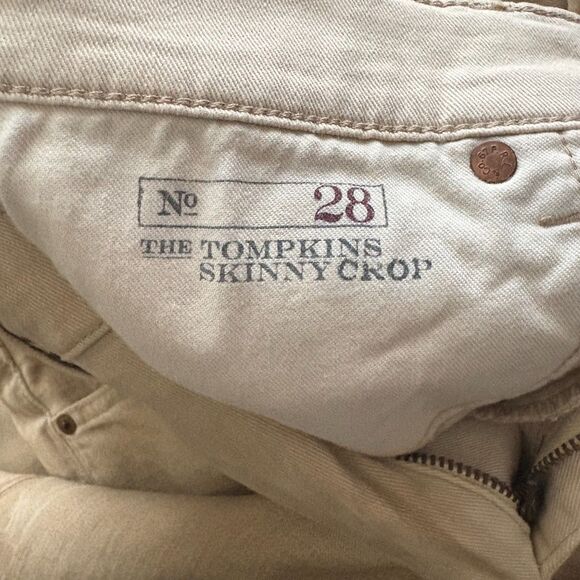 No 28
THE TOMPKINS
SKINNY CROP